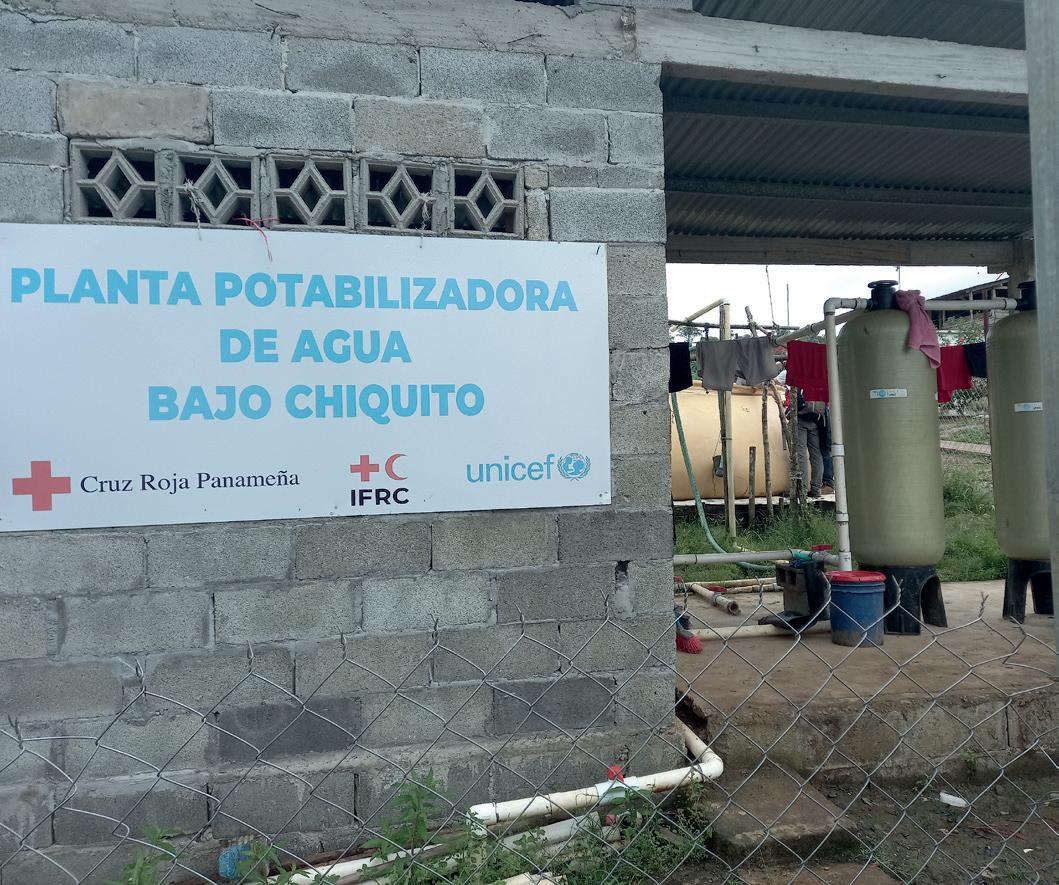 PLANTA POTABILIZADORA
DE AGUA
BAJO CHIQUITO
Cruz Roja Panameña
IFRC
unicef